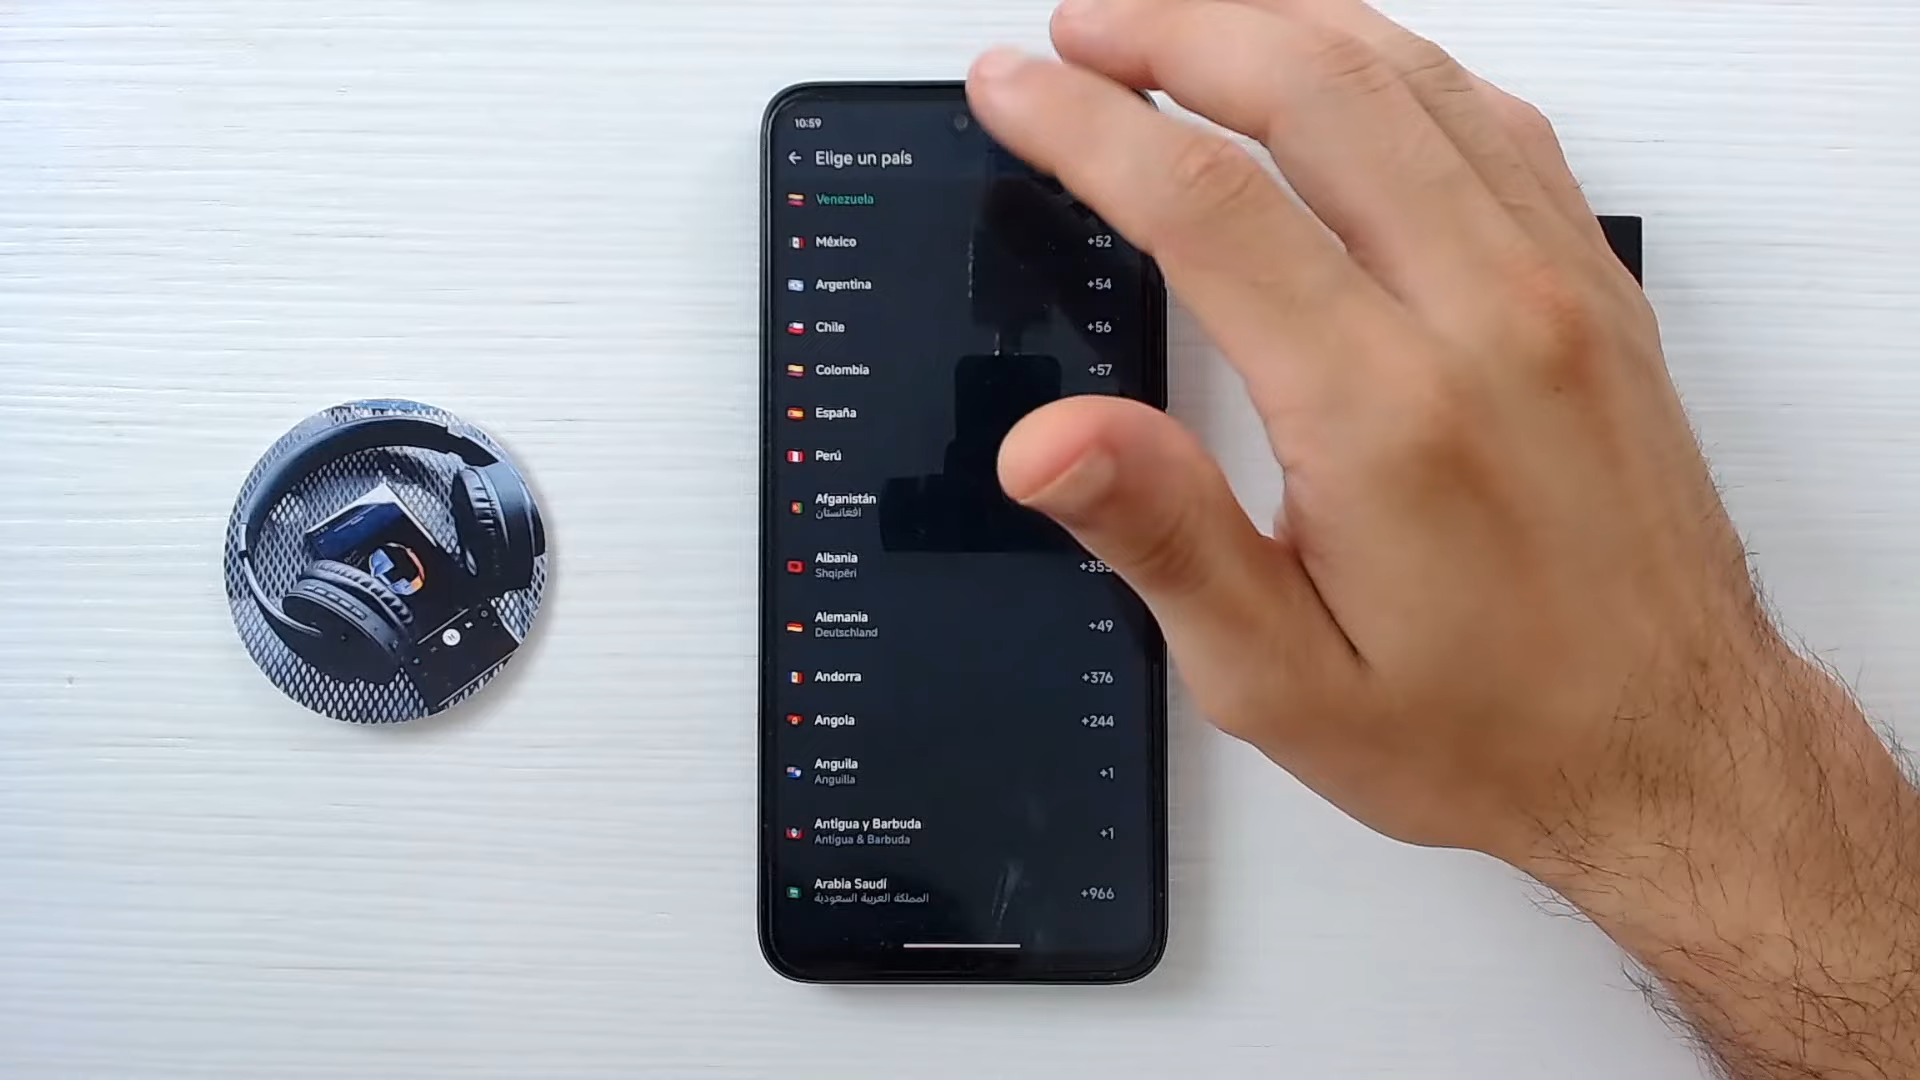 10:59
Elige un país
Venezuela
México +52
Argentina +54
Chile +56
Colombia +57
España
Perú
Afganistán
افغانستان
Albania
Shqipëri
Alemania +49
Deutschland
Andorra +376
Angola +244
Anguila +1
Anguilla
Antigua y Barbuda +1
Antigua & Barbuda
Arabia Saudí +966
المملكة العربية السعودية